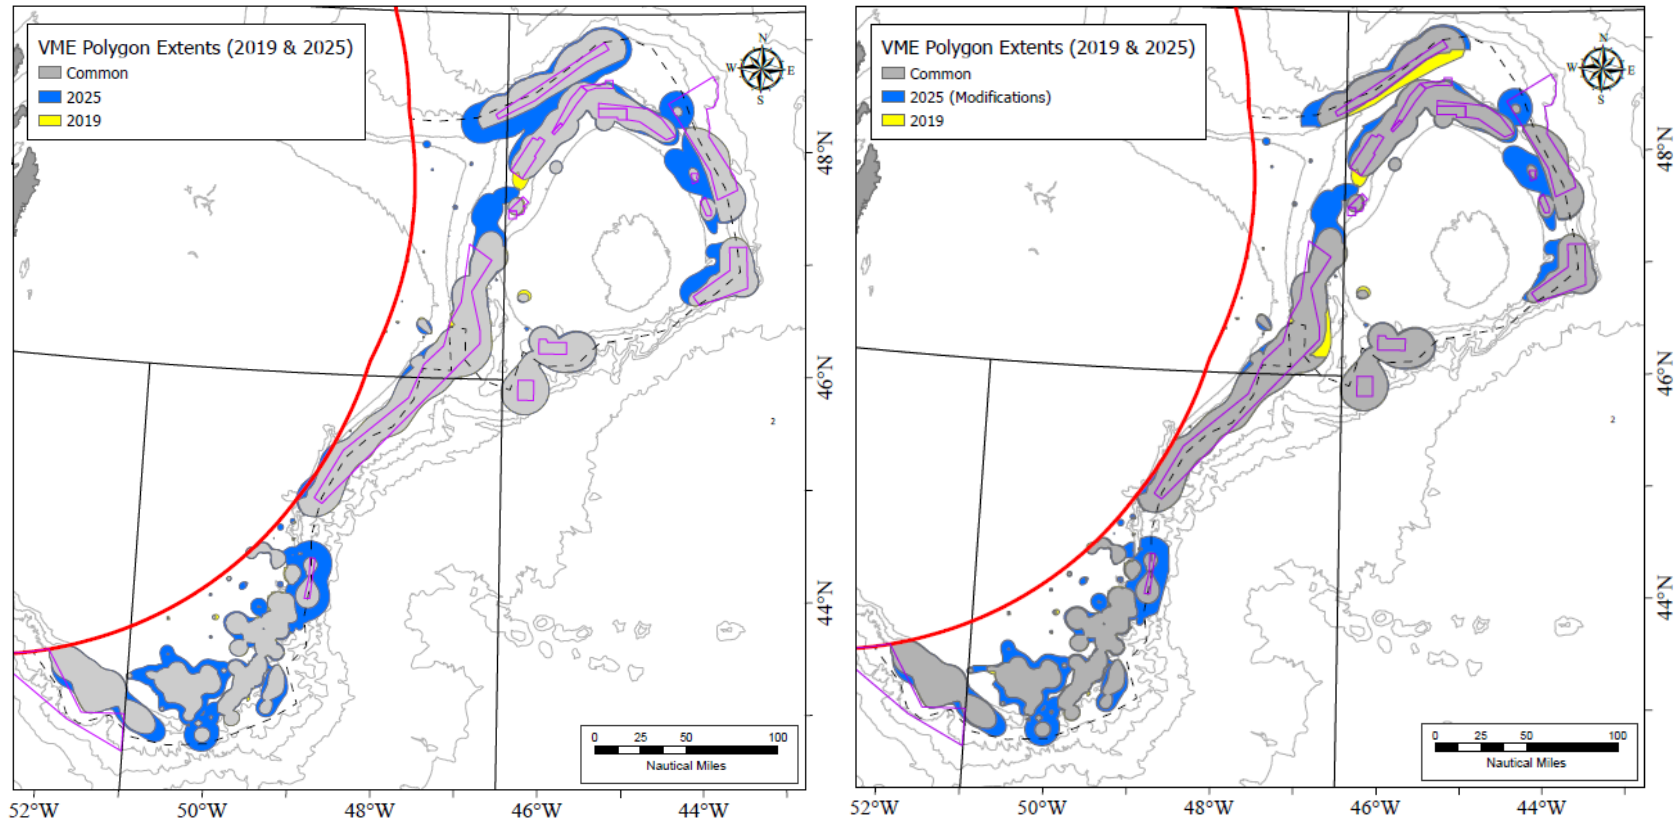 VME Polygon Extents (2019 & 2025)
Common
2025
2019
N
W E
S
48°N
46°N
44°N
2
0 25 50 100
Nautical Miles
52°W 50°W 48°W 46°W 44°W
VME Polygon Extents (2019 & 2025)
Common
2025 (Modifications)
2019
N
W E
S
48°N
46°N
44°N
2
0 25 50 100
Nautical Miles
52°W 50°W 48°W 46°W 44°W